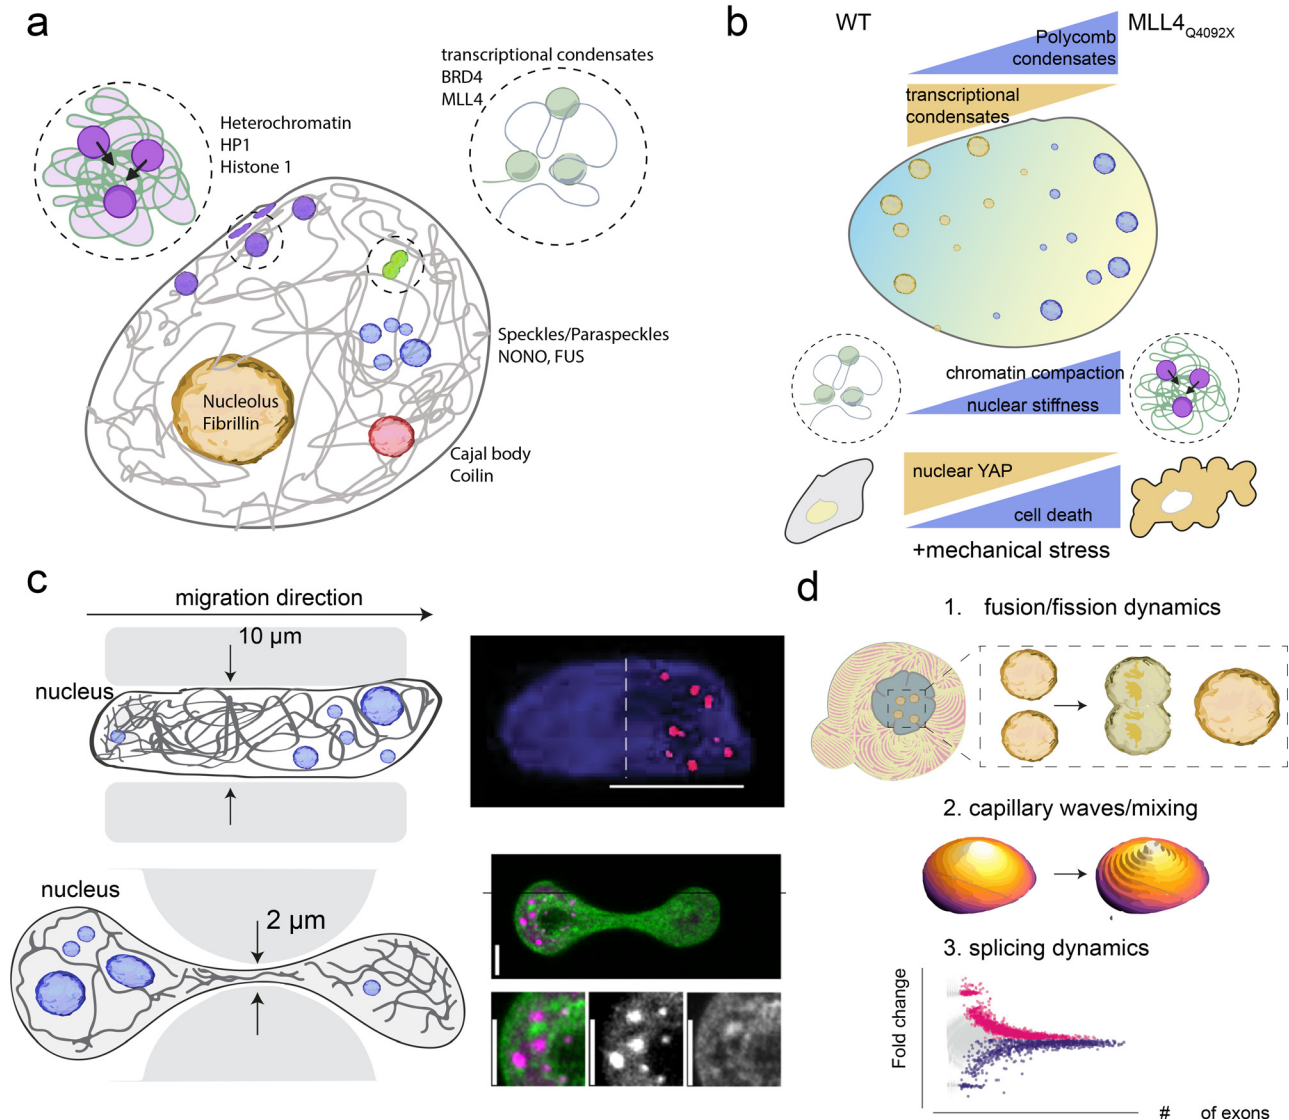 a
transcriptional condensates
BRD4
MLL4
Heterochromatin
HP1
Histone 1
Speckles/Paraspeckles
NONO, FUS
Nucleolus
Fibrillin
Cajal body
Coilin
b
WT
MLL4Q4092X
Polycomb
condensates
transcriptional
condensates
chromatin compaction
nuclear stiffness
nuclear YAP
cell death
+mechanical stress
c
migration direction
10 µm
nucleus
nucleus
2 µm
d
1. fusion/fission dynamics
2. capillary waves/mixing
3. splicing dynamics
Fold change
# of exons